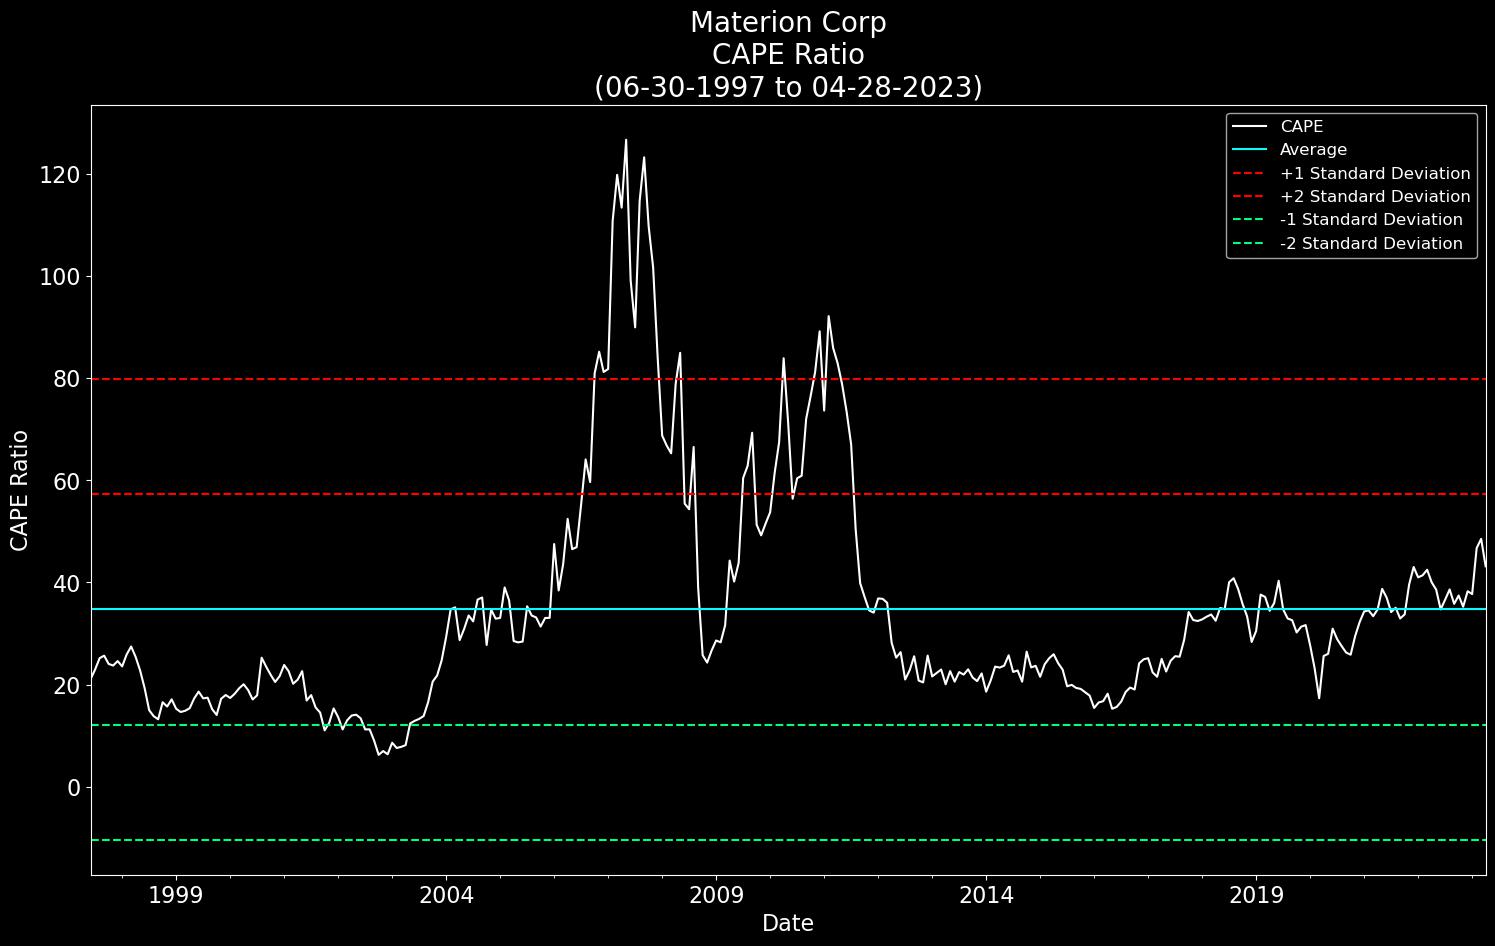 Materion Corp
CAPE Ratio
(06-30-1997 to 04-28-2023)
CAPE
Average
+1 Standard Deviation
+2 Standard Deviation
-1 Standard Deviation
-2 Standard Deviation
CAPE Ratio
120
100
80
60
40
20
0
1999
2004
2009
2014
2019
Date